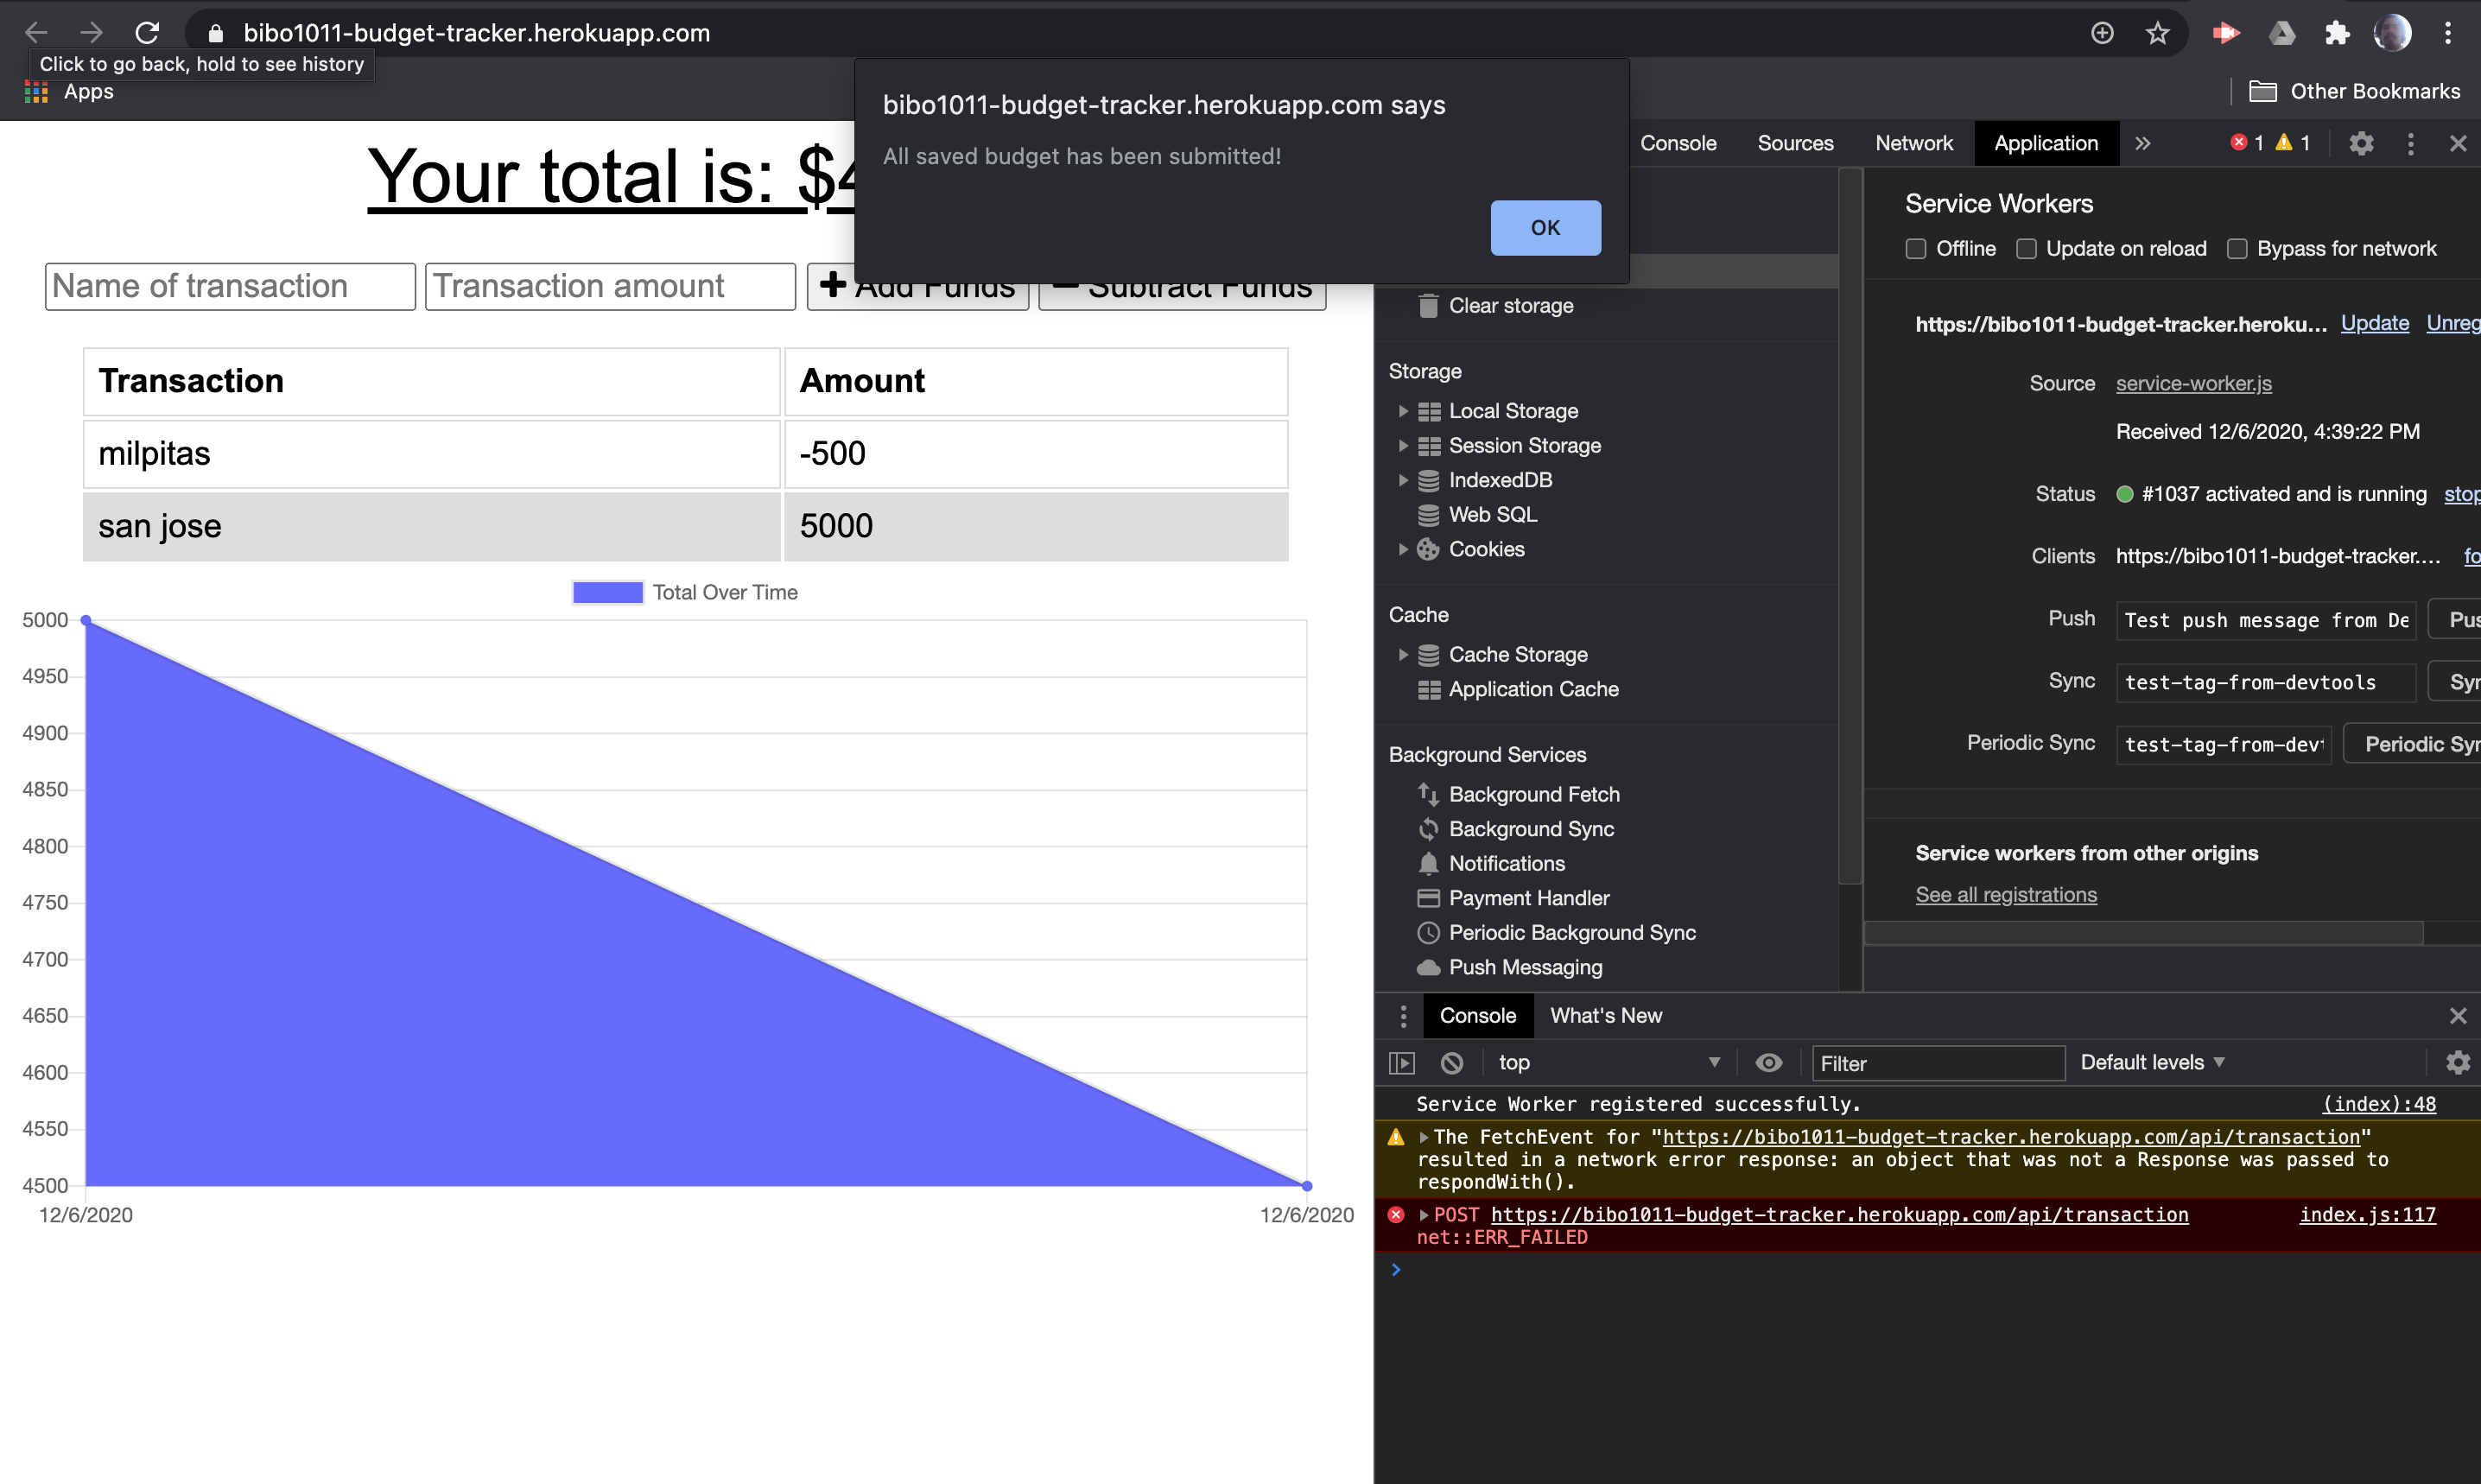 bibo1011-budget-tracker.herokuapp.com
Click to go back, hold to see history
Apps
Other Bookmarks
bibo1011-budget-tracker.herokuapp.com says
All saved budget has been submitted!
OK
Your total is: $4
Name of transaction
Transaction amount
Add Funds
Subtract Funds
Transaction
Amount
milpitas
-500
san jose
5000
Total Over Time
5000
4950
4900
4850
4800
4750
4700
4650
4600
4550
4500
12/6/2020
12/6/2020
Console
Sources
Network
Application
1
1
Clear storage
Storage
Local Storage
Session Storage
IndexedDB
Web SQL
Cookies
Cache
Cache Storage
Application Cache
Background Services
Background Fetch
Background Sync
Notifications
Payment Handler
Periodic Background Sync
Push Messaging
Service Workers
Offline
Update on reload
Bypass for network
https://bibo1011-budget-tracker.heroku…
Update
Unreg
Source
service-worker.js
Received 12/6/2020, 4:39:22 PM
Status
#1037 activated and is running
stop
Clients
https://bibo1011-budget-tracker.…
fo
Push
Test push message from De
Pus
Sync
test-tag-from-devtools
Syn
Periodic Sync
test-tag-from-dev
Periodic Syn
Service workers from other origins
See all registrations
Console
What's New
top
Filter
Default levels
Service Worker registered successfully.
(index):48
The FetchEvent for "https://bibo1011-budget-tracker.herokuapp.com/api/transaction"
resulted in a network error response: an object that was not a Response was passed to
respondWith().
POST https://bibo1011-budget-tracker.herokuapp.com/api/transaction
index.js:117
net::ERR_FAILED